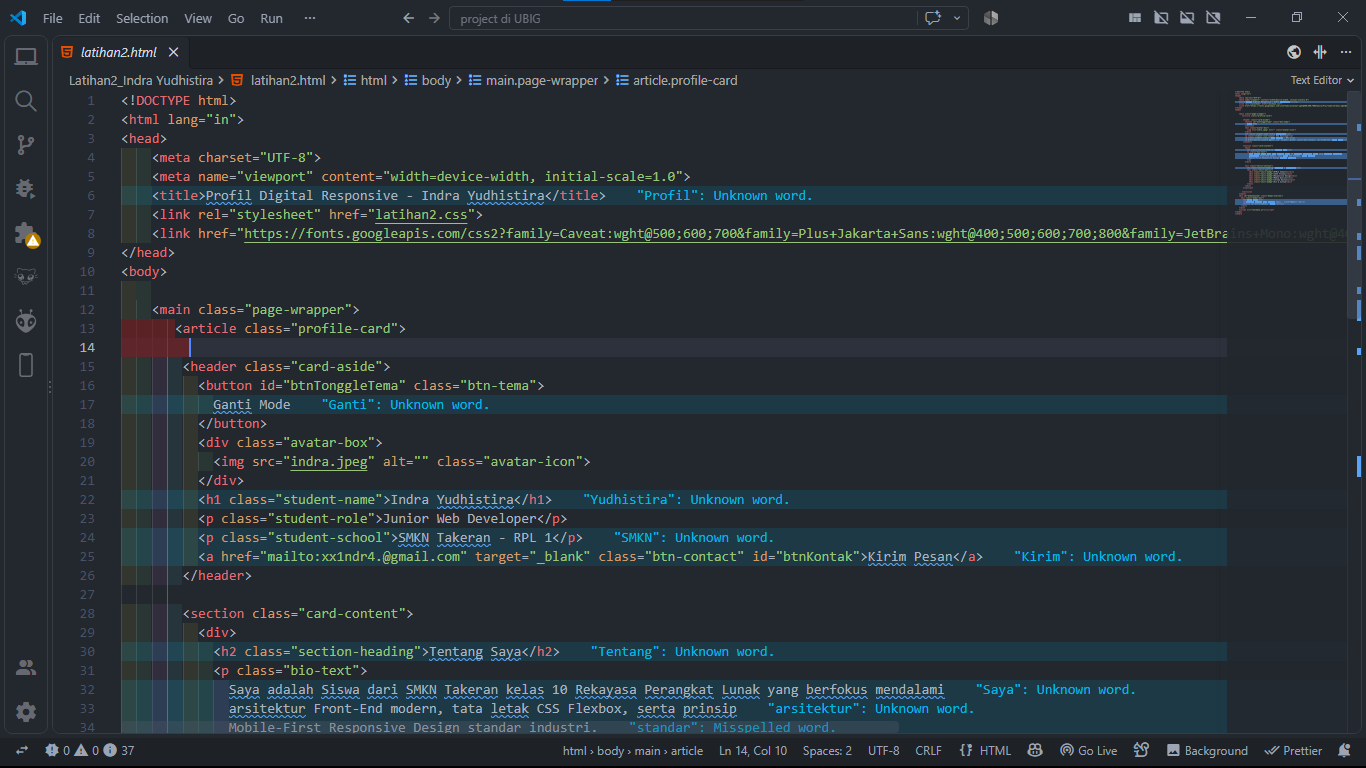 File Edit Selection View Go Run ··· project di UBIG
latihan2.html
Latihan2_Indra Yudhistira > latihan2.html > html > body > main.page-wrapper > article.profile-card Text Editor
1 <!DOCTYPE html>
2 <html lang="in">
3 <head>
4 <meta charset="UTF-8">
5 <meta name="viewport" content="width=device-width, initial-scale=1.0">
6 <title>Profil Digital Responsive - Indra Yudhistira</title> "Profil": Unknown word.
7 <link rel="stylesheet" href="latihan2.css">
8 <link href="https://fonts.googleapis.com/css2?family=Caveat:wght@500;600;700&family=Plus+Jakarta+Sans:wght@400;500;600;700;800&family=JetBrains+Mono:wght@40
9 </head>
10 <body>
11
12 <main class="page-wrapper">
13 <article class="profile-card">
14
15 <header class="card-aside">
16 <button id="btnTonggleTema" class="btn-tema">
17 Ganti Mode "Ganti": Unknown word.
18 </button>
19 <div class="avatar-box">
20 <img src="indra.jpeg" alt="" class="avatar-icon">
21 </div>
22 <h1 class="student-name">Indra Yudhistira</h1> "Yudhistira": Unknown word.
23 <p class="student-role">Junior Web Developer</p>
24 <p class="student-school">SMKN Takeran - RPL 1</p> "SMKN": Unknown word.
25 <a href="mailto:xx1ndr4.@gmail.com" target="_blank" class="btn-contact" id="btnKontak">Kirim Pesan</a> "Kirim": Unknown word.
26 </header>
27
28 <section class="card-content">
29 <div>
30 <h2 class="section-heading">Tentang Saya</h2> "Tentang": Unknown word.
31 <p class="bio-text">
32 Saya adalah Siswa dari SMKN Takeran kelas 10 Rekayasa Perangkat Lunak yang berfokus mendalami "Saya": Unknown word.
33 arsitektur Front-End modern, tata letak CSS Flexbox, serta prinsip "arsitektur": Unknown word.
34 Mobile-First Responsive Design standar industri. "standar": Misspelled word.
0 0 37 html > body > main > article Ln 14, Col 10 Spaces: 2 UTF-8 CRLF {} HTML Go Live Background Prettier